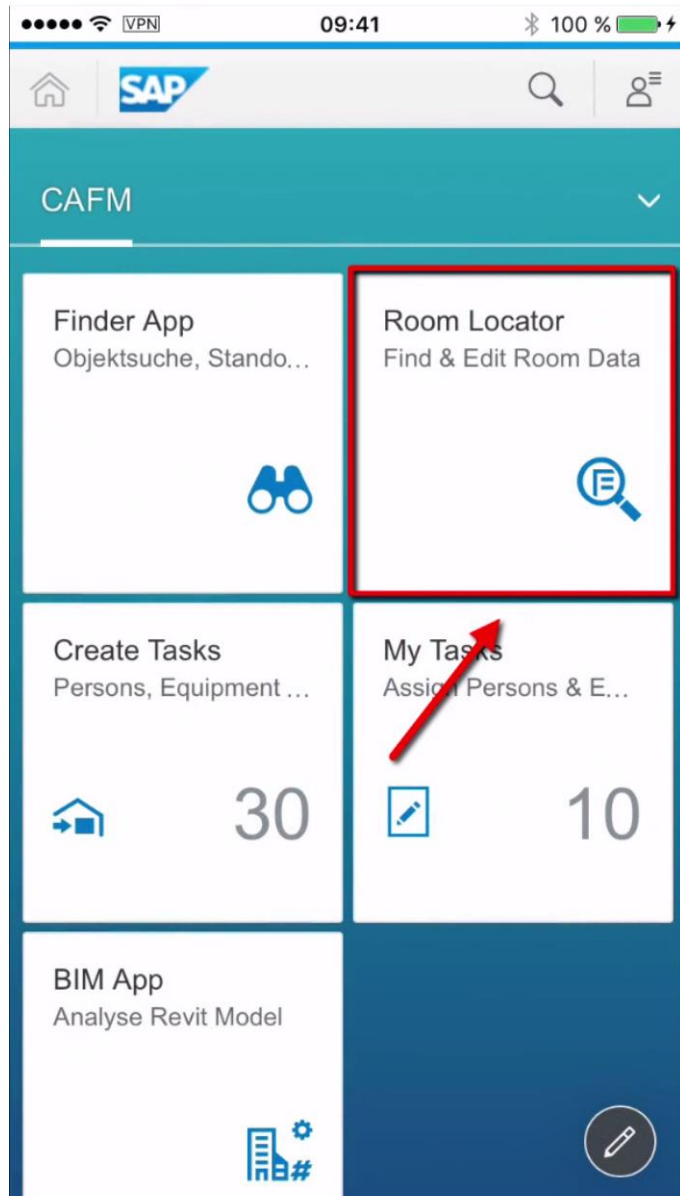 VPN 09:41 100 %
SAP
CAFM
Finder App
Objektsuche, Stando...
Room Locator
Find & Edit Room Data
Create Tasks
Persons, Equipment ...
30
My Tasks
Assign Persons & E...
10
BIM App
Analyse Revit Model